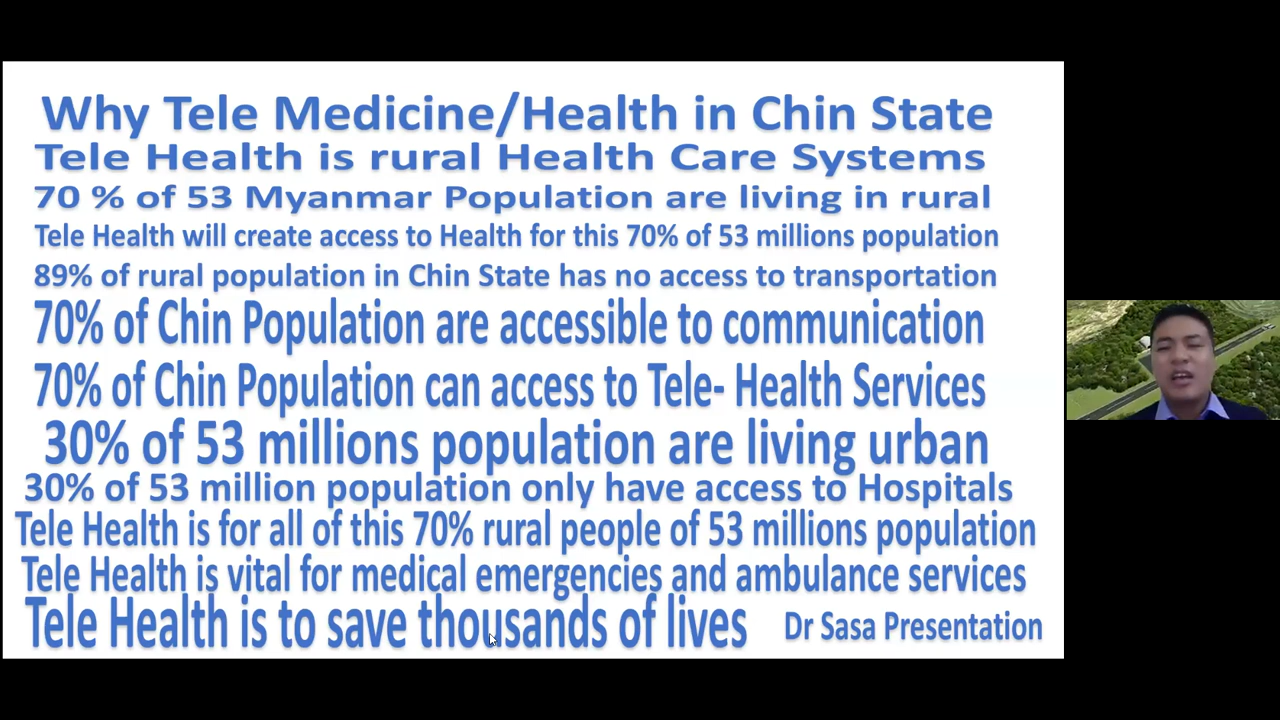 Why Tele Medicine/Health in Chin State
Tele Health is rural Health Care Systems
70 % of 53 Myanmar Population are living in rural
Tele Health will create access to Health for this 70% of 53 millions population
89% of rural population in Chin State has no access to transportation
70% of Chin Population are accessible to communication
70% of Chin Population can access to Tele- Health Services
30% of 53 millions population are living urban
30% of 53 million population only have access to Hospitals
Tele Health is for all of this 70% rural people of 53 millions population
Tele Health is vital for medical emergencies and ambulance services
Tele Health is to save thousands of lives
Dr Sasa Presentation